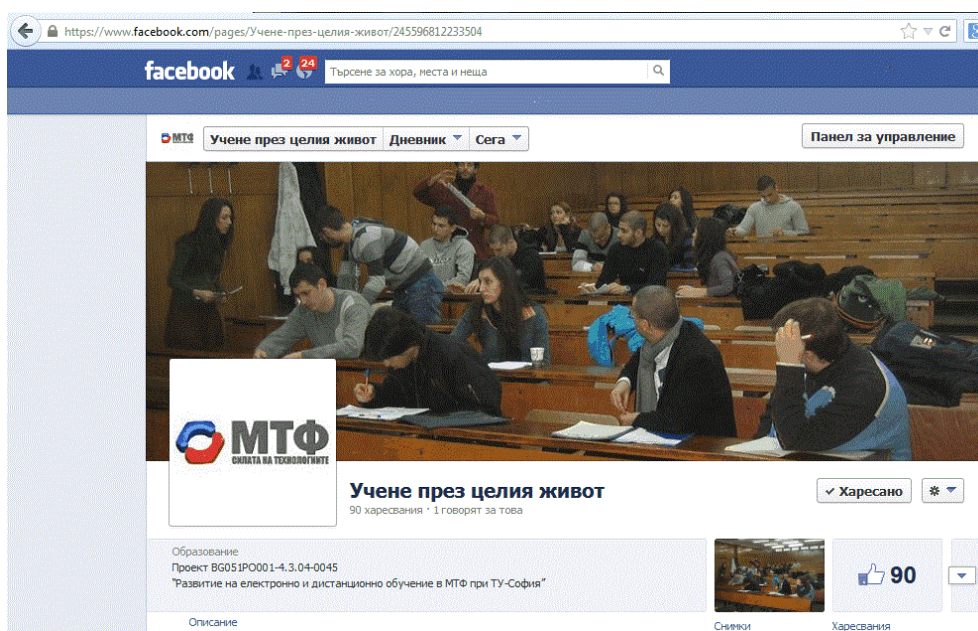 https://www.facebook.com/pages/Учене-през-целия-живот/245596812233504
facebook
2
24
Търсене за хора, места и неща
МТФ
Учене през целия живот
Дневник
Сега
Панел за управление
МТФ
СИЛАТА НА ТЕХНОЛОГИИТЕ
Учене през целия живот
90 харесвания · 1 говорят за това
Харесано
Образование
Проект BG051PO001-4.3.04-0045
"Развитие на електронно и дистанционно обучение в МТФ при ТУ-София"
90
Описание
Снимки
Харесвания